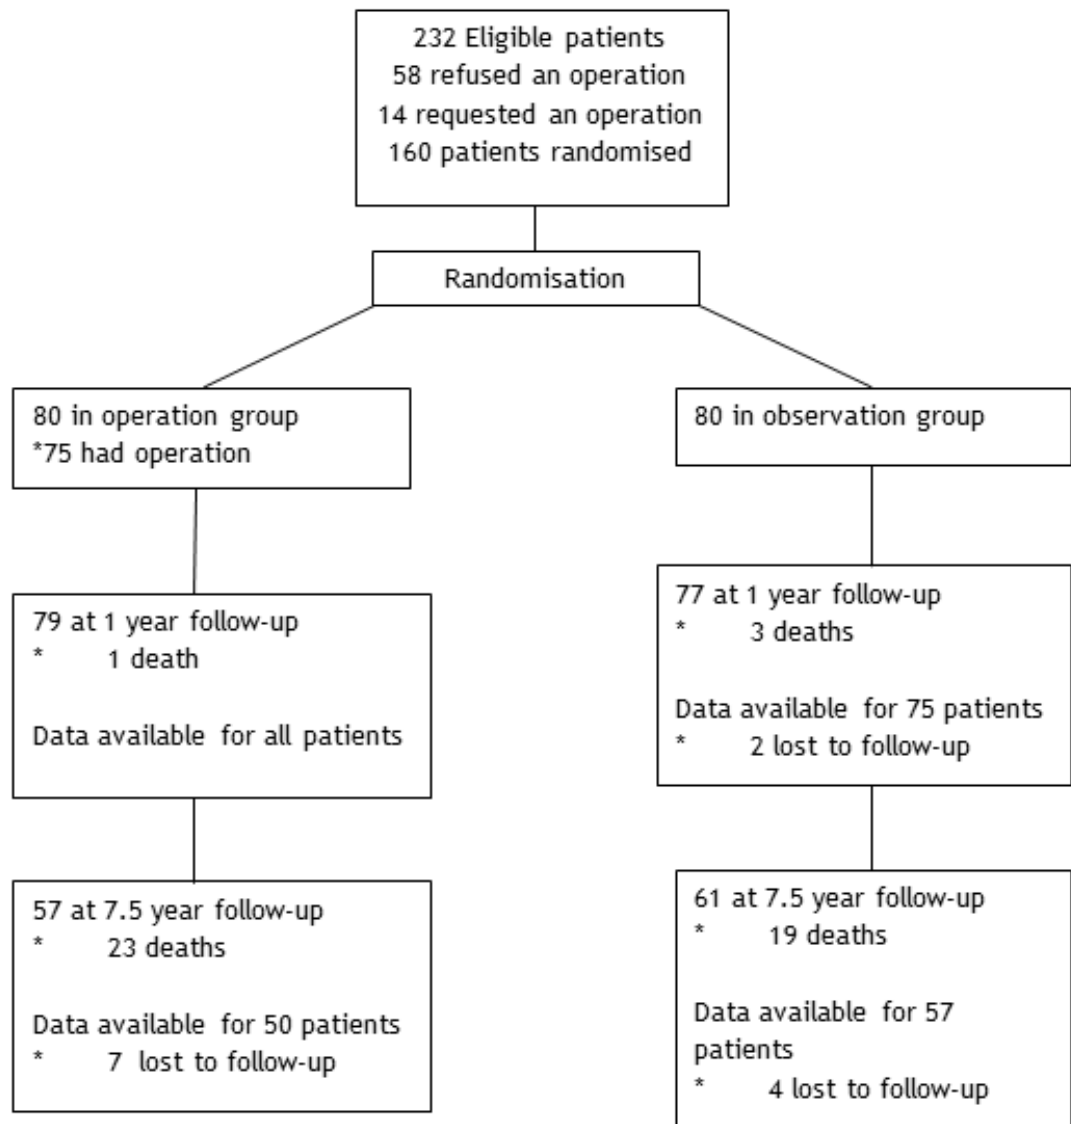 232 Eligible patients
58 refused an operation
14 requested an operation
160 patients randomised
Randomisation
80 in operation group
*75 had operation
80 in observation group
79 at 1 year follow-up
* 1 death
Data available for all patients
77 at 1 year follow-up
* 3 deaths
Data available for 75 patients
* 2 lost to follow-up
57 at 7.5 year follow-up
* 23 deaths
Data available for 50 patients
* 7 lost to follow-up
61 at 7.5 year follow-up
* 19 deaths
Data available for 57
patients
* 4 lost to follow-up